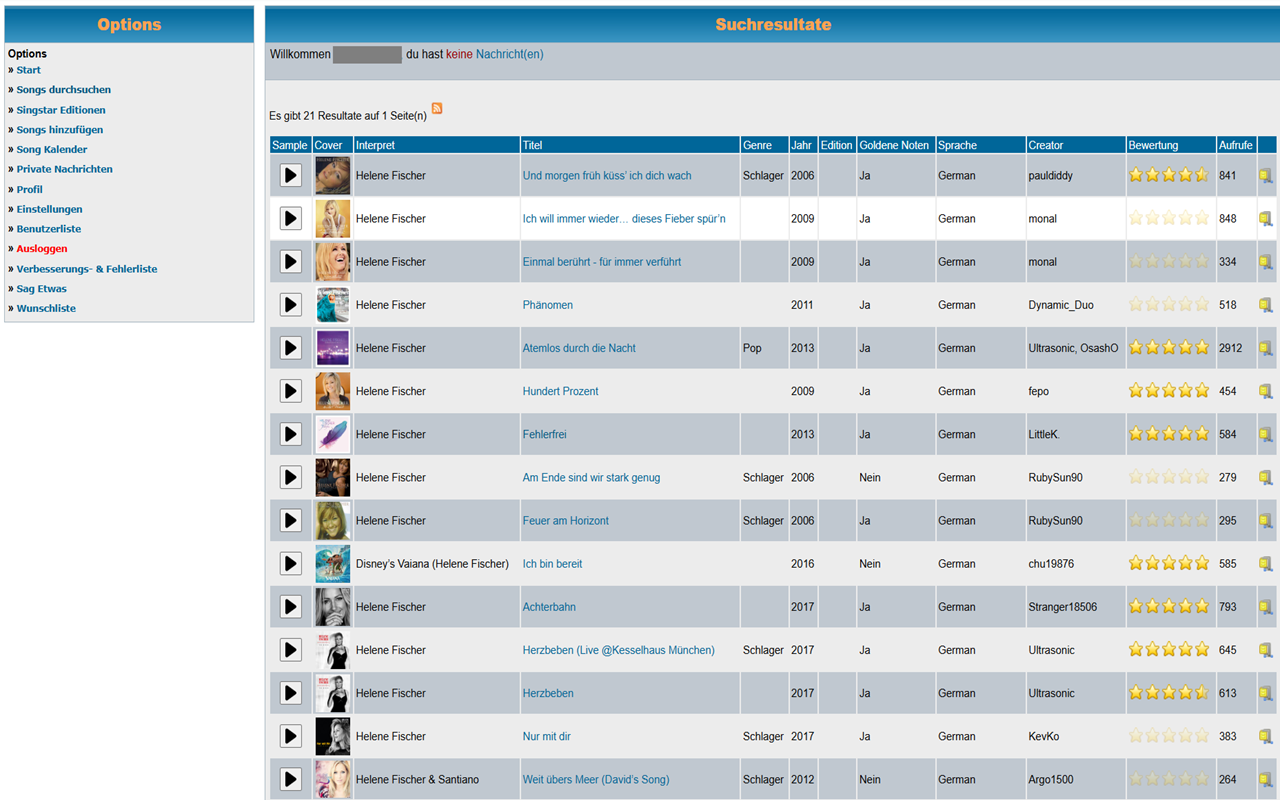 Options
Options
» Start
» Songs durchsuchen
» Singstar Editionen
» Songs hinzufügen
» Song Kalender
» Private Nachrichten
» Profil
» Einstellungen
» Benutzerliste
» Ausloggen
» Verbesserungs- & Fehlerliste
» Sag Etwas
» Wunschliste
Suchresultate
Willkommen du hast keine Nachricht(en)
Es gibt 21 Resultate auf 1 Seite(n)
Sample Cover Interpret Titel Genre Jahr Edition Goldene Noten Sprache Creator Bewertung Aufrufe
Helene Fischer Und morgen früh küss' ich dich wach Schlager 2006 Ja German pauldiddy 841
Helene Fischer Ich will immer wieder… dieses Fieber spür'n 2009 Ja German monal 848
Helene Fischer Einmal berührt - für immer verführt 2009 Ja German monal 334
Helene Fischer Phänomen 2011 Ja German Dynamic_Duo 518
Helene Fischer Atemlos durch die Nacht Pop 2013 Ja German Ultrasonic, OsashO 2912
Helene Fischer Hundert Prozent 2009 Ja German fepo 454
Helene Fischer Fehlerfrei 2013 Ja German LittleK. 584
Helene Fischer Am Ende sind wir stark genug Schlager 2006 Nein German RubySun90 279
Helene Fischer Feuer am Horizont Schlager 2006 Ja German RubySun90 295
Disney's Vaiana (Helene Fischer) Ich bin bereit 2016 Nein German chu19876 585
Helene Fischer Achterbahn 2017 Ja German Stranger18506 793
Helene Fischer Herzbeben (Live @Kesselhaus München) Schlager 2017 Ja German Ultrasonic 645
Helene Fischer Herzbeben 2017 Ja German Ultrasonic 613
Helene Fischer Nur mit dir Schlager 2017 Ja German KevKo 383
Helene Fischer & Santiano Weit übers Meer (David's Song) Schlager 2012 Nein German Argo1500 264